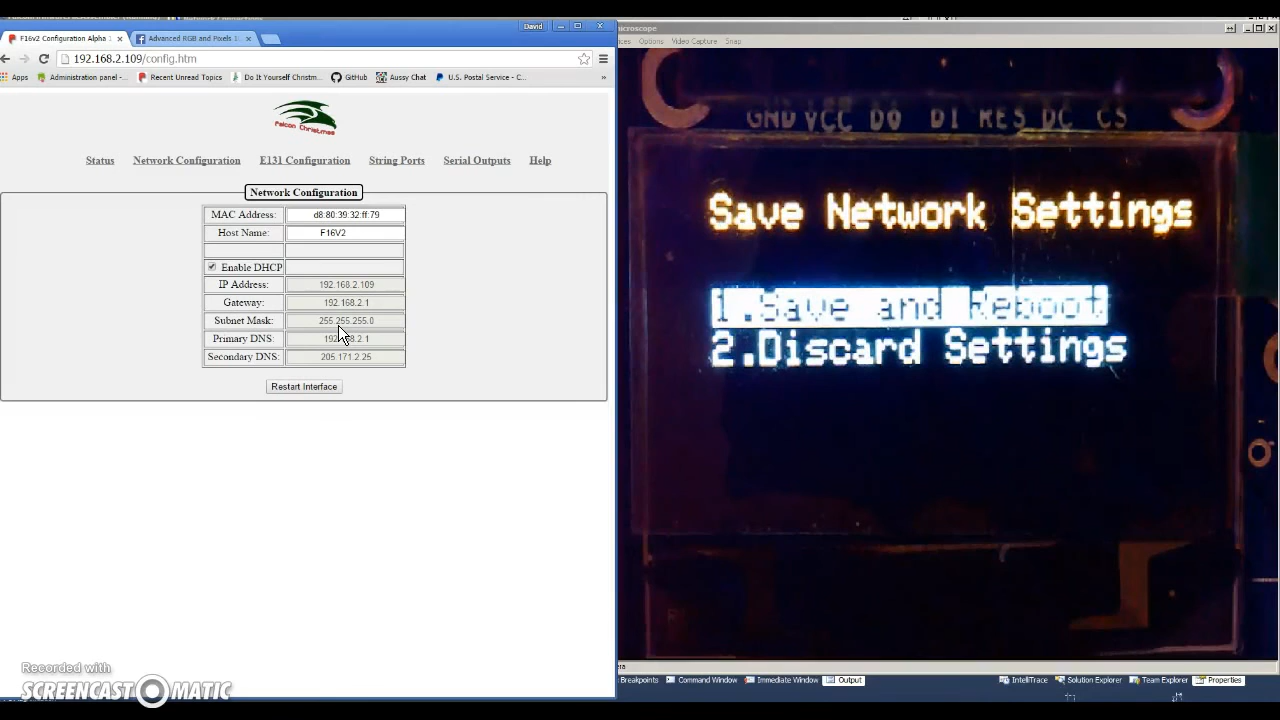 David
F16v2 Configuration Alpha 1
Advanced RGB and Pixels 1
192.168.2.109/config.htm
Apps
Administration panel -...
Recent Unread Topics
Do It Yourself Christm...
GitHub
Aussy Chat
U.S. Postal Service - C...
»
Falcon Christmas
Status
Network Configuration
E131 Configuration
String Ports
Serial Outputs
Help
Network Configuration
MAC Address: d8 80:39:32:ff:79
Host Name: F16V2
Enable DHCP
IP Address: 192.168.2.109
Gateway: 192.168.2.1
Subnet Mask: 255.255.255.0
Primary DNS:
Secondary DNS: 205.171.2.25
Restart Interface
Recorded with
SCREENCAST MATIC
Options Video Capture Snap
GND VCC D0 D1 RES DC CS
Save Network Settings
1.Save and Reboot
2.Discard Settings
Breakpoints
Command Window
Immediate Window
Output
IntelliTrace
Solution Explorer
Team Explorer
Properties